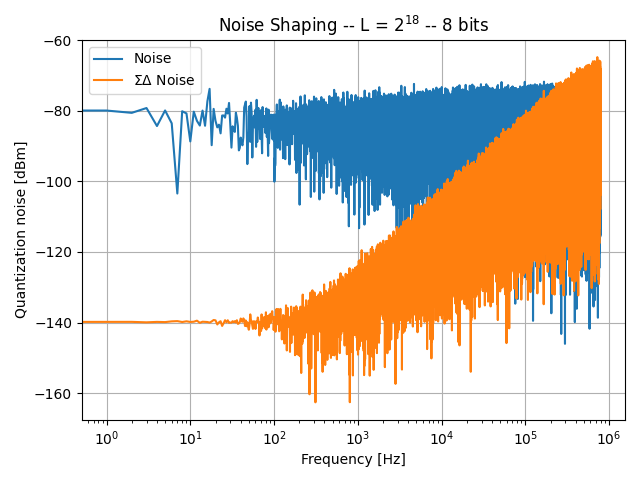 Noise Shaping -- L = 2^18 -- 8 bits
Noise
ΣΔ Noise
Quantization noise [dBm]
−60
−80
−100
−120
−140
−160
10^0 10^1 10^2 10^3 10^4 10^5 10^6
Frequency [Hz]